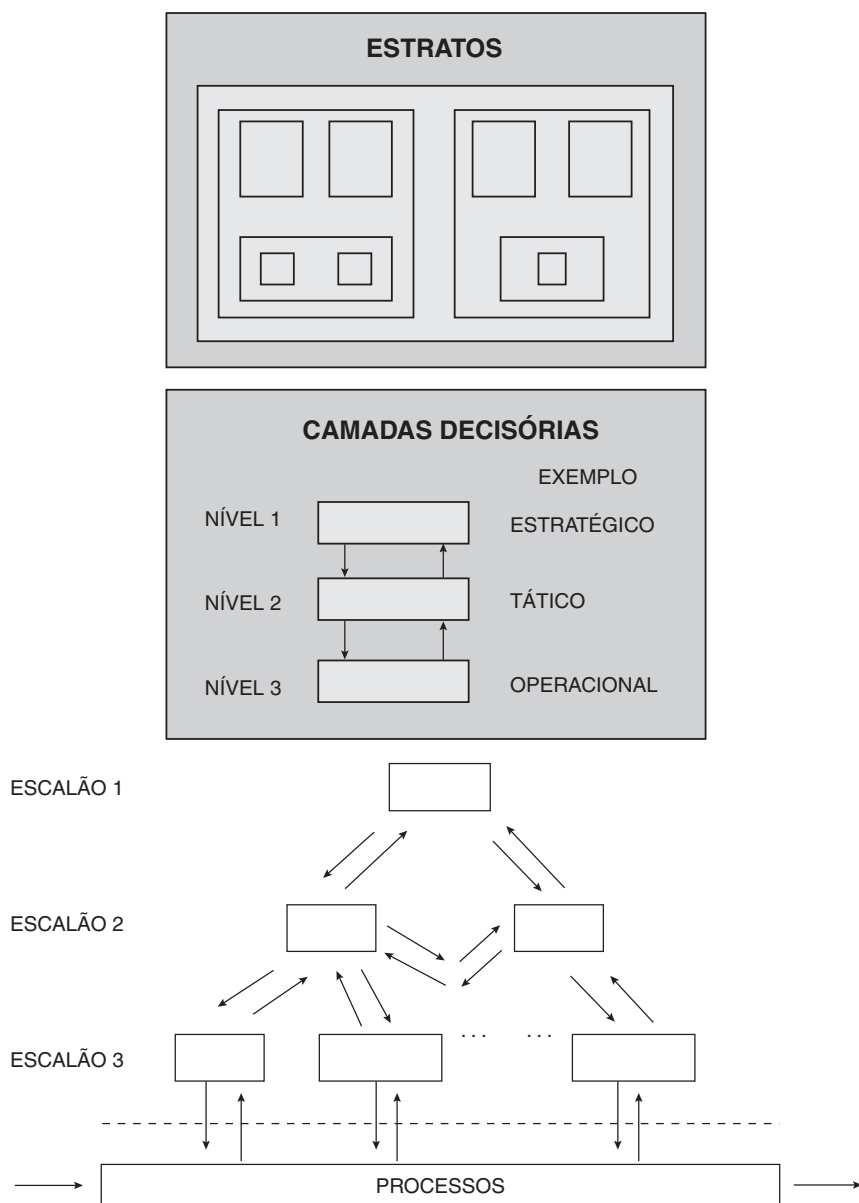 ESTRATOS
CAMADAS DECISÓRIAS
EXEMPLO
NÍVEL 1
ESTRATÉGICO
NÍVEL 2
TÁTICO
NÍVEL 3
OPERACIONAL
ESCALÃO 1
ESCALÃO 2
ESCALÃO 3
... ...
PROCESSOS